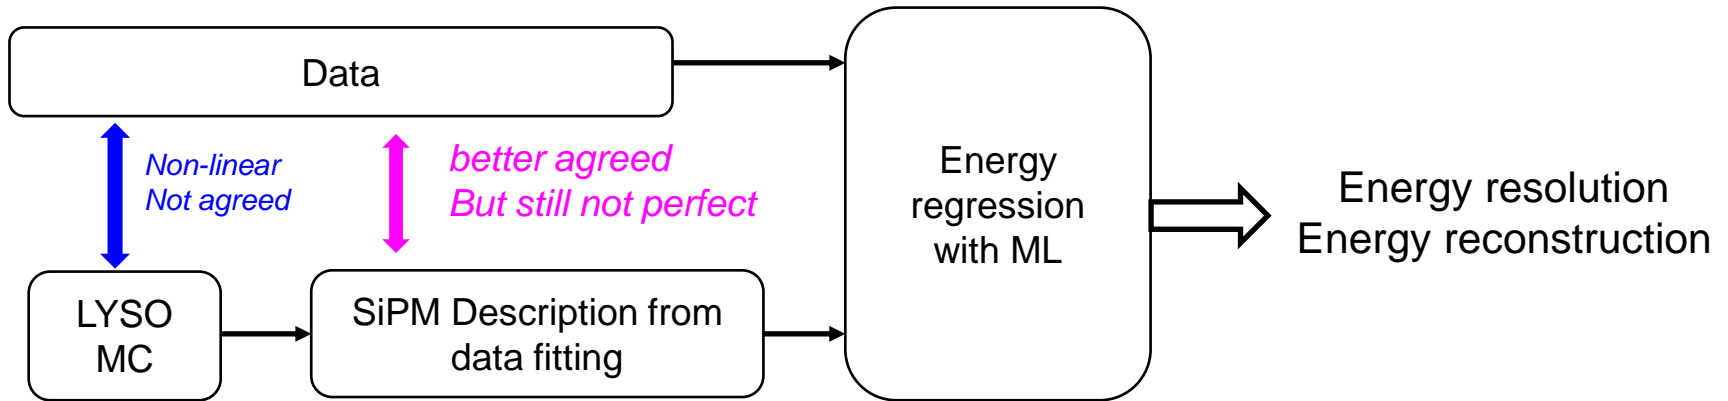 Data
Non-linear
Not agreed
better agreed
But still not perfect
LYSO
MC
SiPM Description from
data fitting
Energy
regression
with ML
Energy resolution
Energy reconstruction